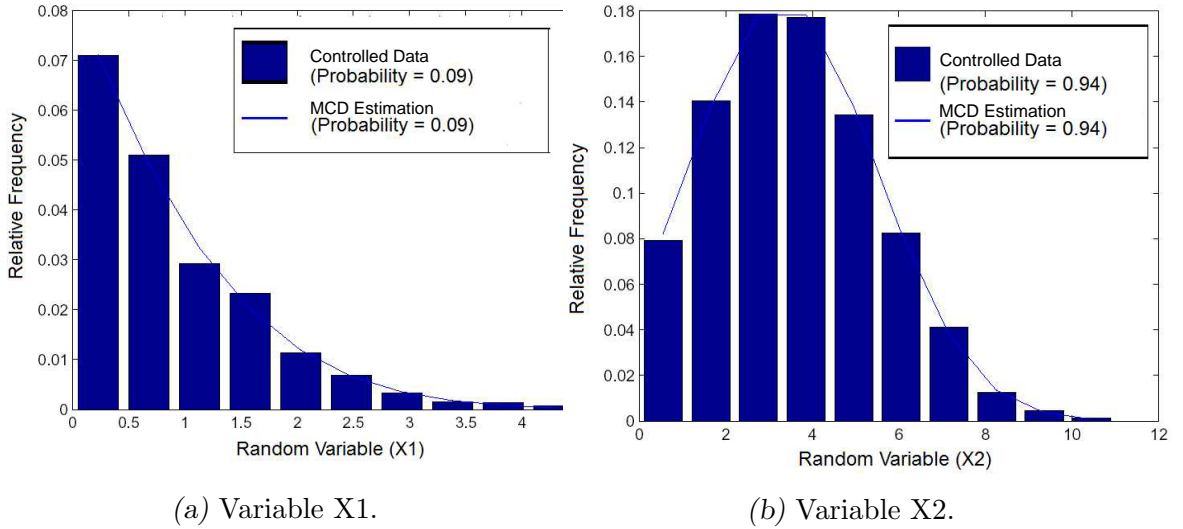 0.08
0.07
0.06
0.05
0.04
0.03
0.02
0.01
0
Relative Frequency
Controlled Data
(Probability = 0.09)
MCD Estimation
(Probability = 0.09)
0 0.5 1 1.5 2 2.5 3 3.5 4
Random Variable (X1)
(a) Variable X1.
0.18
0.16
0.14
0.12
0.1
0.08
0.06
0.04
0.02
0
Relative Frequency
Controlled Data
(Probability = 0.94)
MCD Estimation
(Probability = 0.94)
0 2 4 6 8 10 12
Random Variable (X2)
(b) Variable X2.